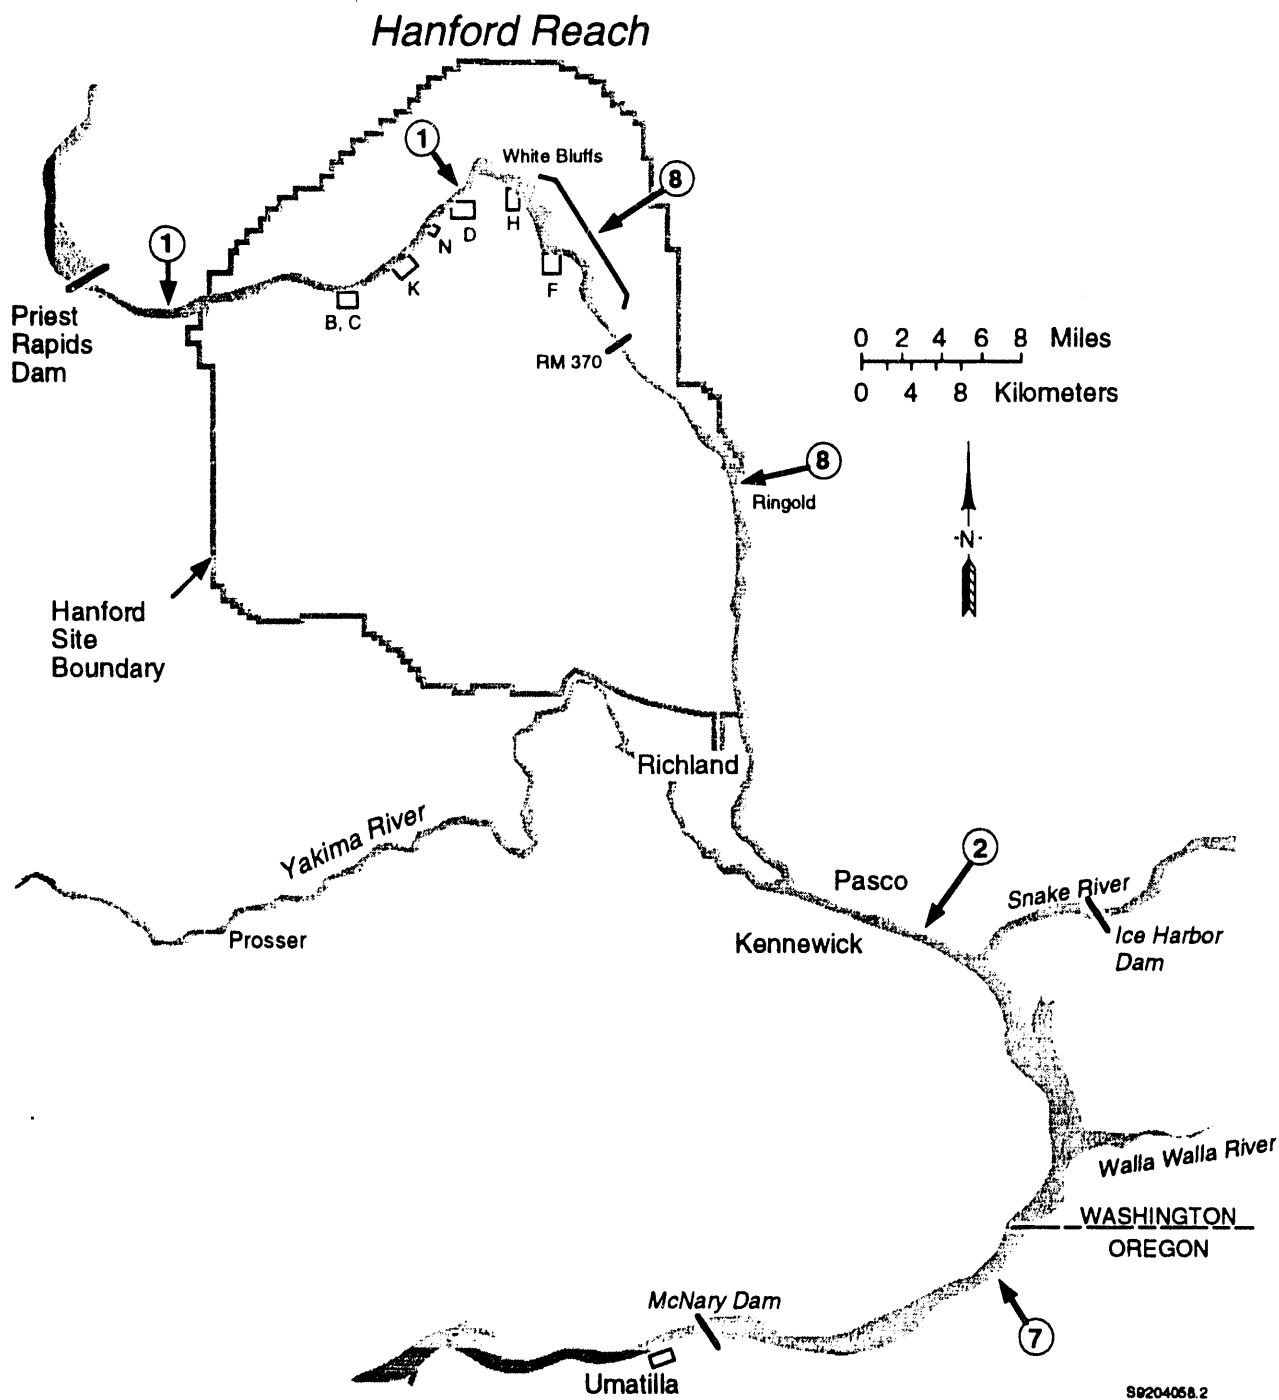 Hanford Reach
1
White Bluffs
8
1
D
H
N
K
F
B, C
Priest
Rapids
Dam
RM 370
0 2 4 6 8 Miles
0 4 8 Kilometers
8
Ringold
-N-
Hanford
Site
Boundary
Richland
Yakima River
2
Pasco
Snake River
Prosser
Kennewick
Ice Harbor
Dam
Walla Walla River
WASHINGTON
OREGON
McNary Dam
7
Umatilla
S9204058.2